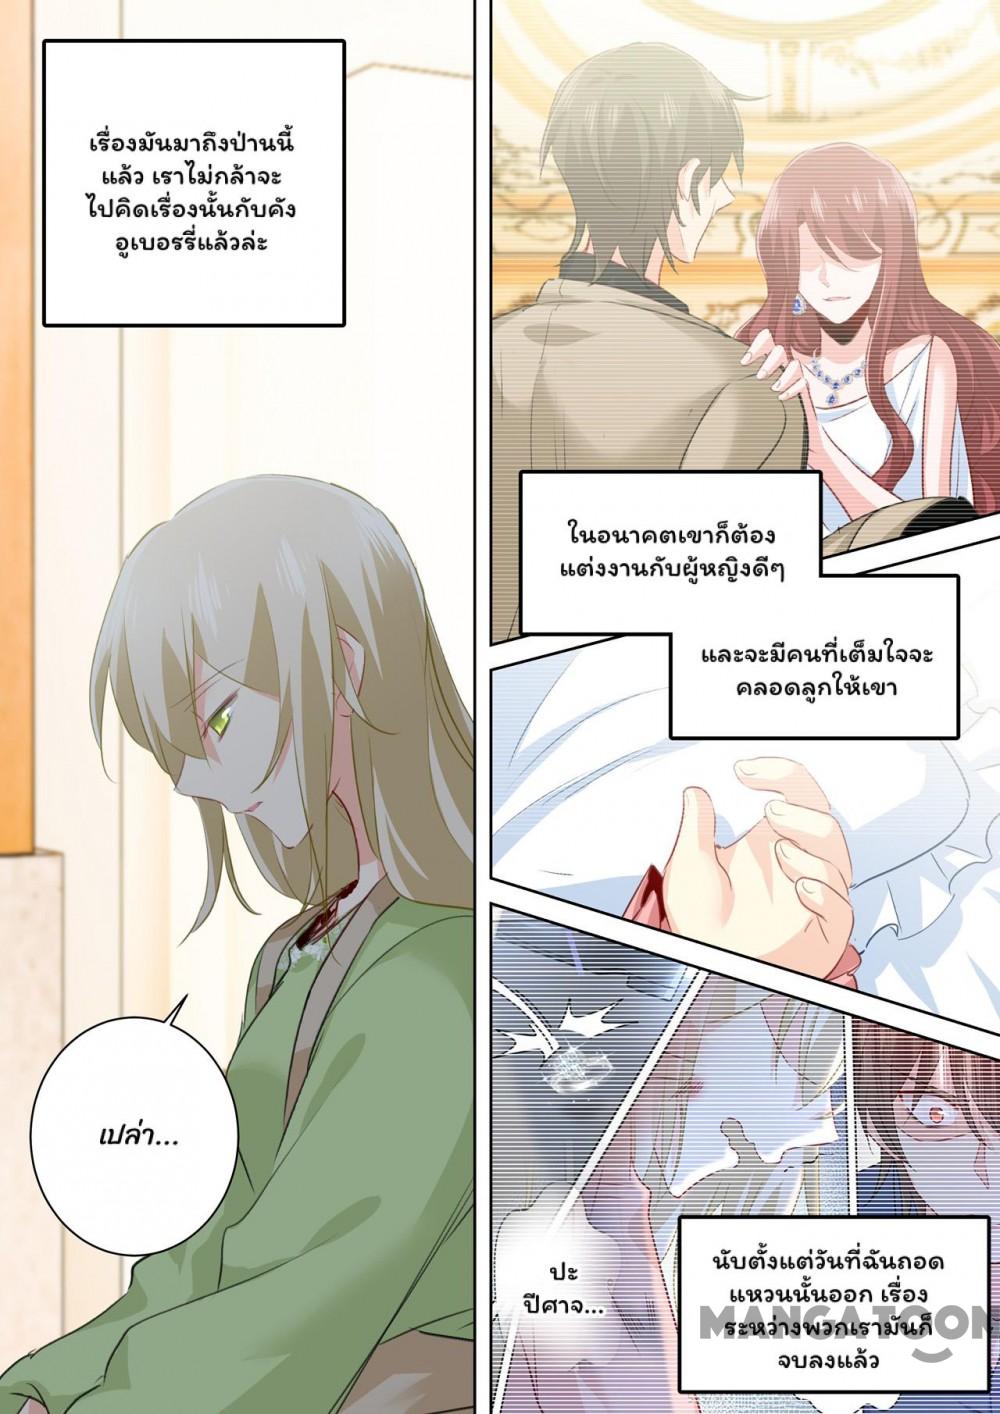 เรื่องมันมาถึงป่านนี้
แล้ว เราไม่กล้าจะ
ไปคิดเรื่องนั้นกับคัง
อูเบอรรี่แล้วล่ะ
ในอนาคตเขาก็ต้อง
แต่งงานกับผู้หญิงดีๆ
และจะมีคนที่เต็มใจจะ
คลอดลูกให้เขา
เปล่า...
ปะ
ปีศาจ...
นับตั้งแต่วันที่ฉันถอด
แหวนนั้นออก เรื่อง
ระหว่างพวกเรามันก็
จบลงแล้ว
MANGATOON